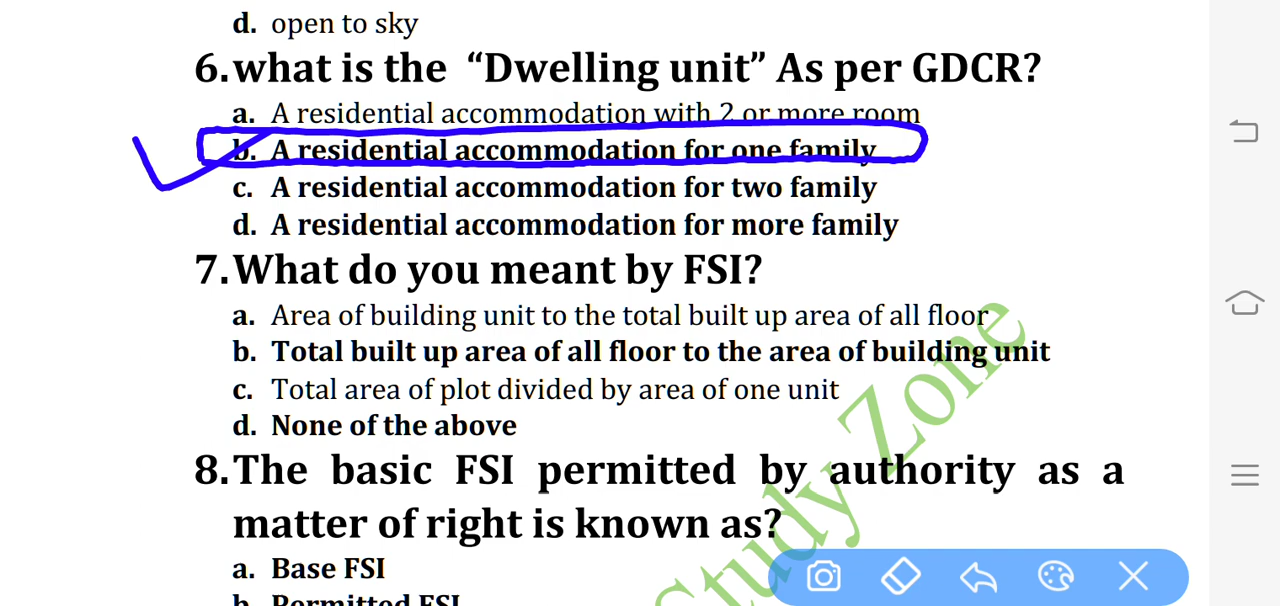 d. open to sky
6. what is the “Dwelling unit” As per GDCR?
a. A residential accommodation with 2 or more room
b. A residential accommodation for one family
c. A residential accommodation for two family
d. A residential accommodation for more family
7. What do you meant by FSI?
a. Area of building unit to the total built up area of all floor
b. Total built up area of all floor to the area of building unit
c. Total area of plot divided by area of one unit
d. None of the above
8. The basic FSI permitted by authority as a
matter of right is known as?
a. Base FSI
b. Permitted FSI
Study Zone